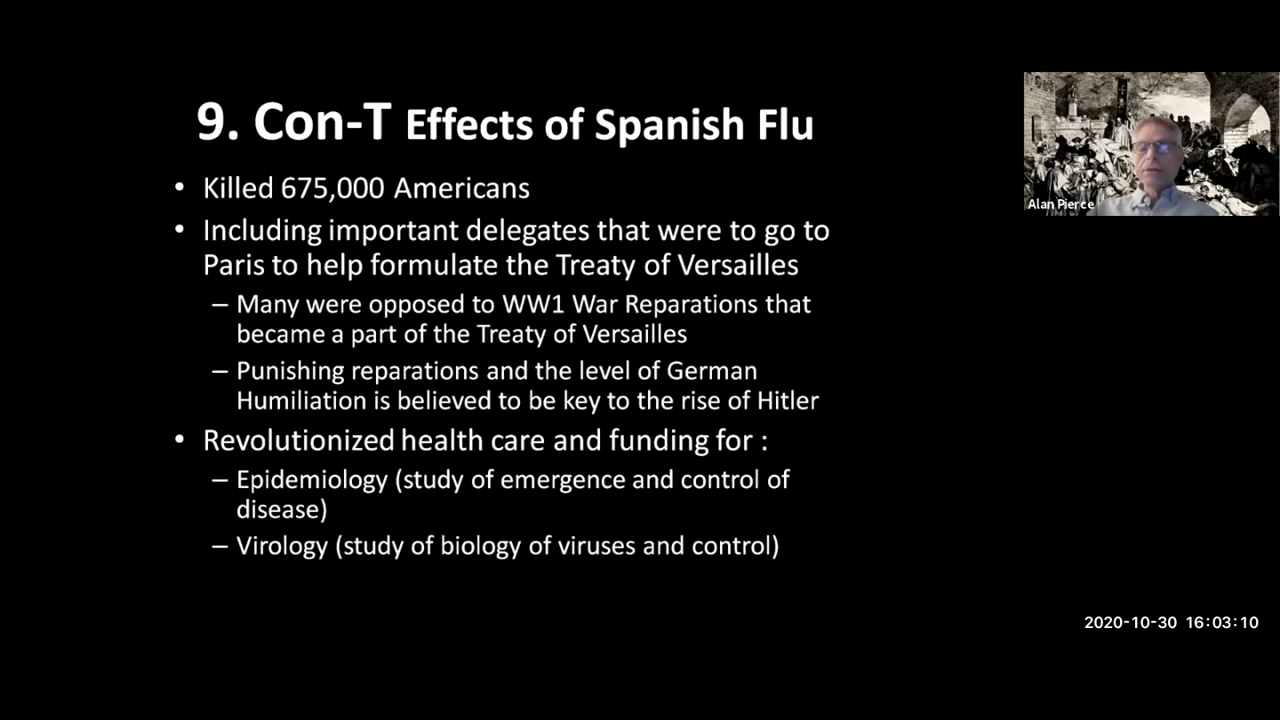 9. Con-T Effects of Spanish Flu
• Killed 675,000 Americans
• Including important delegates that were to go to
Paris to help formulate the Treaty of Versailles
– Many were opposed to WW1 War Reparations that
became a part of the Treaty of Versailles
– Punishing reparations and the level of German
Humiliation is believed to be key to the rise of Hitler
• Revolutionized health care and funding for :
– Epidemiology (study of emergence and control of
disease)
– Virology (study of biology of viruses and control)
Alan Pierce
2020-10-30 16:03:10